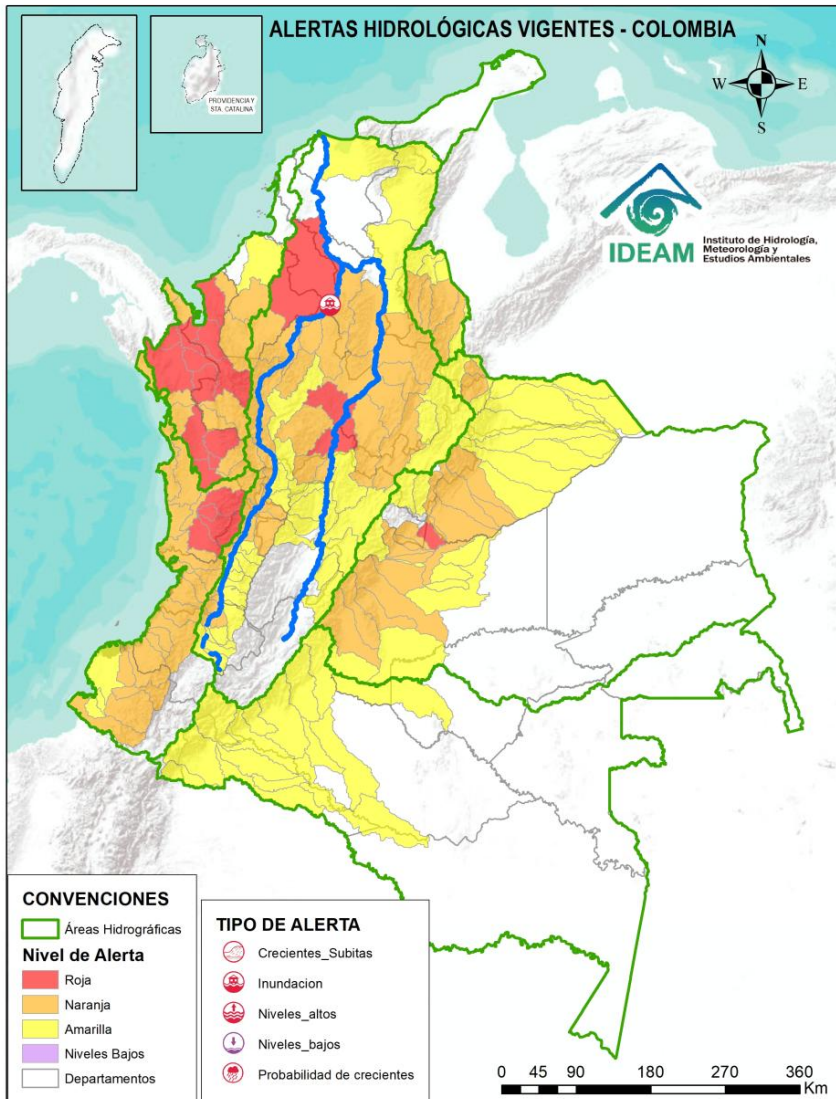 ALERTAS HIDROLÓGICAS VIGENTES - COLOMBIA
PROVIDENCIA Y
STA. CATALINA
N
W
E
S
IDEAM
Instituto de Hidrología,
Meteorología y
Estudios Ambientales
CONVENCIONES
Áreas Hidrográficas
Nivel de Alerta
Roja
Naranja
Amarilla
Niveles Bajos
Departamentos
TIPO DE ALERTA
Crecientes_Subitas
Inundacion
Niveles_altos
Niveles_bajos
Probabilidad de crecientes
0 45 90 180 270 360
Km